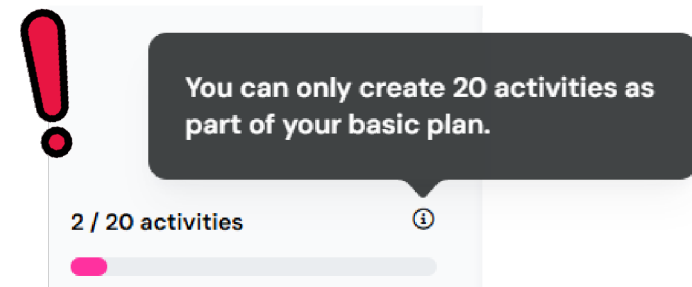 You can only create 20 activities as
part of your basic plan.
2 / 20 activities